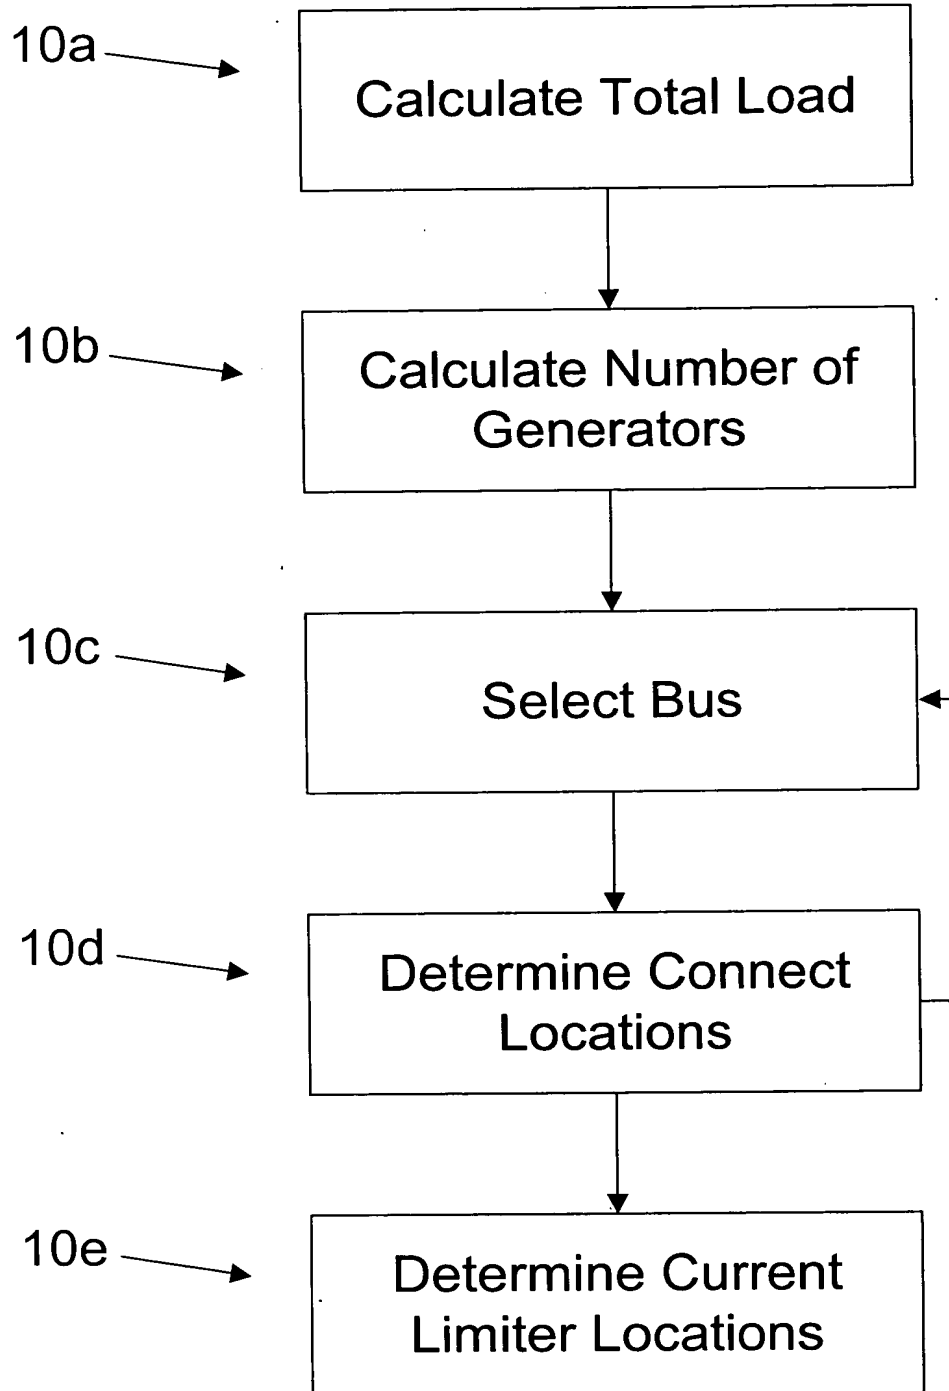 10a
Calculate Total Load
10b
Calculate Number of
Generators
10c
Select Bus
10d
Determine Connect
Locations
10e
Determine Current
Limiter Locations